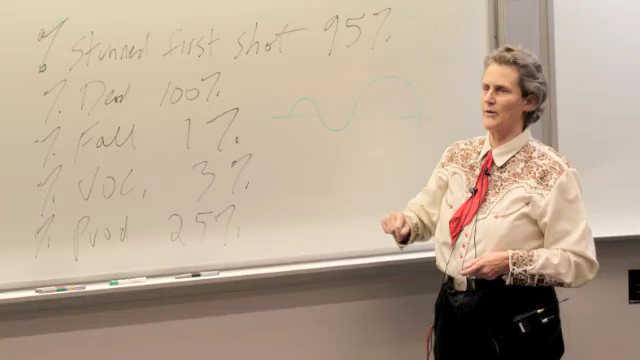 % Stunned first shot 95%
% Dead 100%
% Fall 1%
% VOC. 3%
% Prod 25%